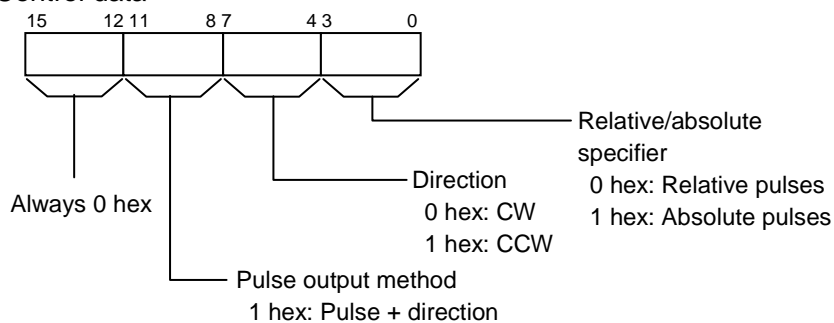 Control data
15 12 11 8 7 4 3 0
Relative/absolute
specifier
0 hex: Relative pulses
1 hex: Absolute pulses
Direction
0 hex: CW
1 hex: CCW
Always 0 hex
Pulse output method
1 hex: Pulse + direction